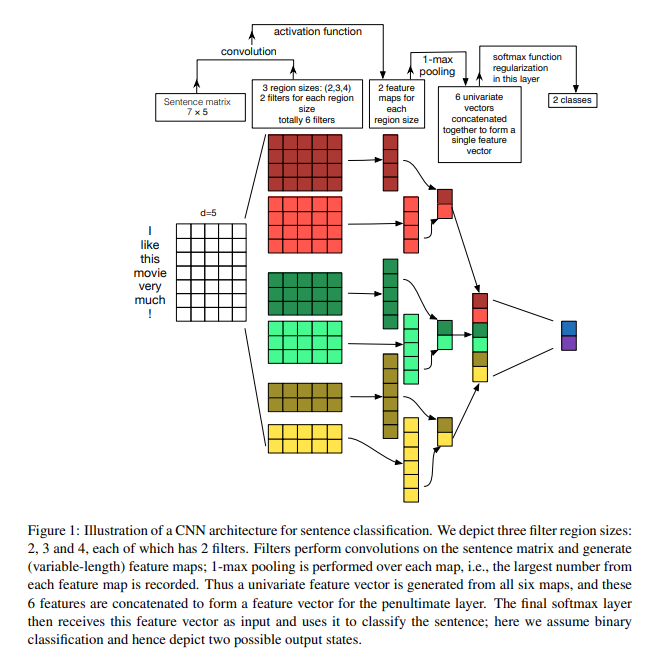 activation function
convolution
1-max
pooling
softmax function
regularization
in this layer
Sentence matrix
7 × 5
3 region sizes: (2,3,4)
2 filters for each region
size
totally 6 filters
2 feature
maps for
each
region size
6 univariate
vectors
concatenated
together to form a
single feature
vector
2 classes
d=5
I
like
this
movie
very
much
!
Figure 1: Illustration of a CNN architecture for sentence classification. We depict three filter region sizes:
2, 3 and 4, each of which has 2 filters. Filters perform convolutions on the sentence matrix and generate
(variable-length) feature maps; 1-max pooling is performed over each map, i.e., the largest number from
each feature map is recorded. Thus a univariate feature vector is generated from all six maps, and these
6 features are concatenated to form a feature vector for the penultimate layer. The final softmax layer
then receives this feature vector as input and uses it to classify the sentence; here we assume binary
classification and hence depict two possible output states.